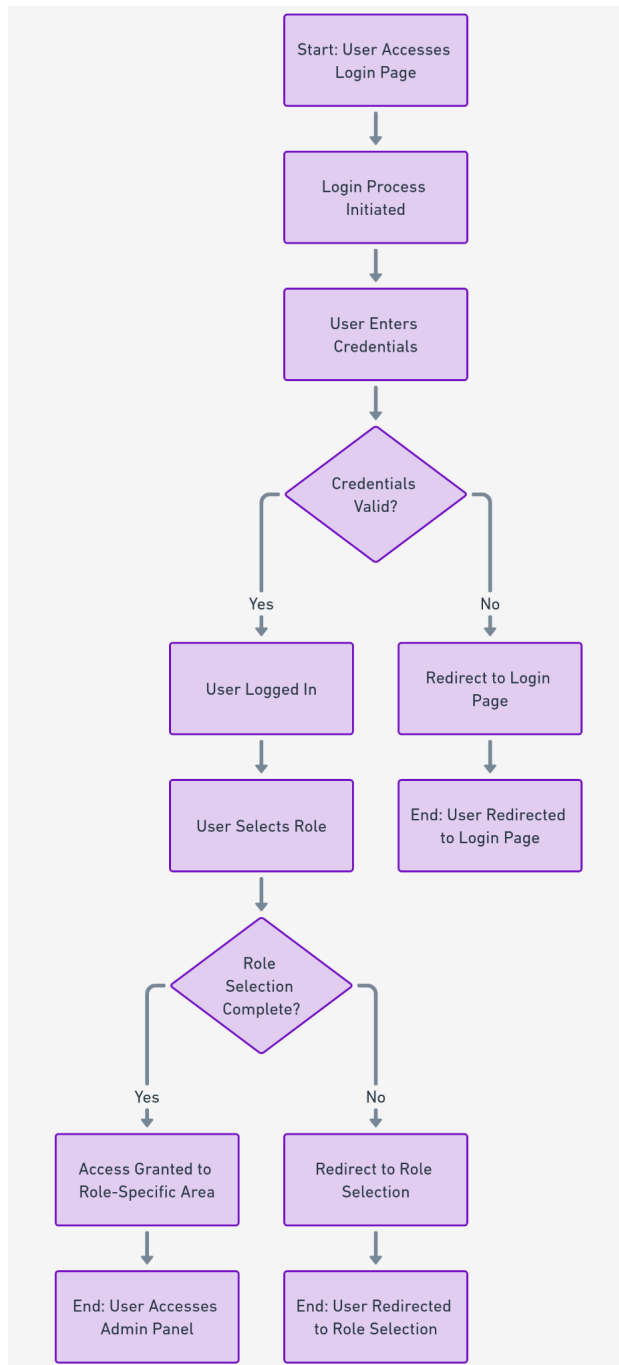 Start: User Accesses
Login Page
Login Process
Initiated
User Enters
Credentials
Credentials
Valid?
Yes
No
User Logged In
Redirect to Login
Page
User Selects Role
End: User Redirected
to Login Page
Role
Selection
Complete?
Yes
No
Access Granted to
Role-Specific Area
Redirect to Role
Selection
End: User Accesses
Admin Panel
End: User Redirected
to Role Selection